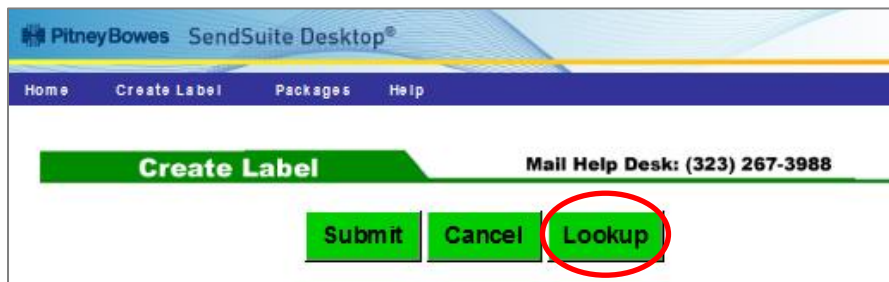 PitneyBowes SendSuite Desktop®
Home Create Label Packages Help
Create Label Mail Help Desk: (323) 267-3988
Submit Cancel Lookup